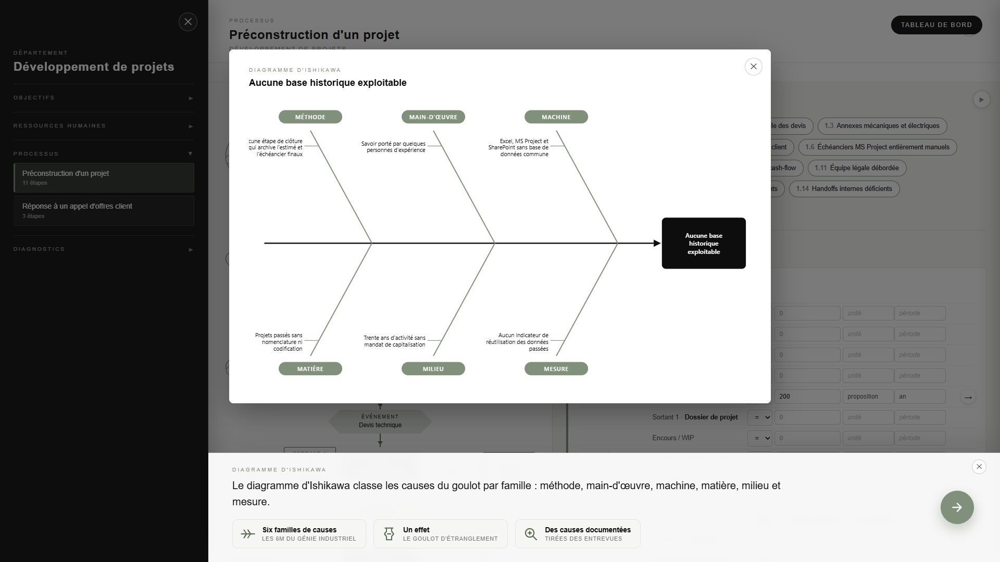 DÉPARTEMENT
Développement de projets
OBJECTIFS
RESSOURCES HUMAINES
PROCESSUS
Préconstruction d'un projet
11 étapes
Réponse à un appel d'offres client
3 étapes
DIAGNOSTICS
PROCESSUS
Préconstruction d'un projet
DÉVELOPPEMENT DE PROJETS
TABLEAU DE BORD
DIAGRAMME D'ISHIKAWA
Aucune base historique exploitable
MÉTHODE
MAIN-D'ŒUVRE
MACHINE
cune étape de clôture
qui archive l'estimé et
l'échéancier finaux
Savoir porté par quelques
personnes d'expérience
Excel, MS Project et
SharePoint sans base de
données commune
Aucune base
historique
exploitable
Projets passés sans
nomenclature ni
codification
Trente ans d'activité sans
mandat de capitalisation
Aucun indicateur de
réutilisation des données
passées
MATIÈRE
MILIEU
MESURE
lle des devis
1.3 Annexes mécaniques et électriques
client
1.6 Échéanciers MS Project entièrement manuels
cash-flow
1.11 Équipe légale débordée
nts
1.14 Handoffs internes déficients
0 unité période
0 unité période
0 unité période
0 unité période
200 proposition an
Sortant 1 · Dossier de projet = 0 unité période
Encours / WIP = 0 unité période
ÉVÉNEMENT
Devis technique
DIAGRAMME D'ISHIKAWA
Le diagramme d'Ishikawa classe les causes du goulot par famille : méthode, main-d'œuvre, machine, matière, milieu et
mesure.
Six familles de causes
LES 6M DU GÉNIE INDUSTRIEL
Un effet
LE GOULOT D'ÉTRANGLEMENT
Des causes documentées
TIRÉES DES ENTREVUES